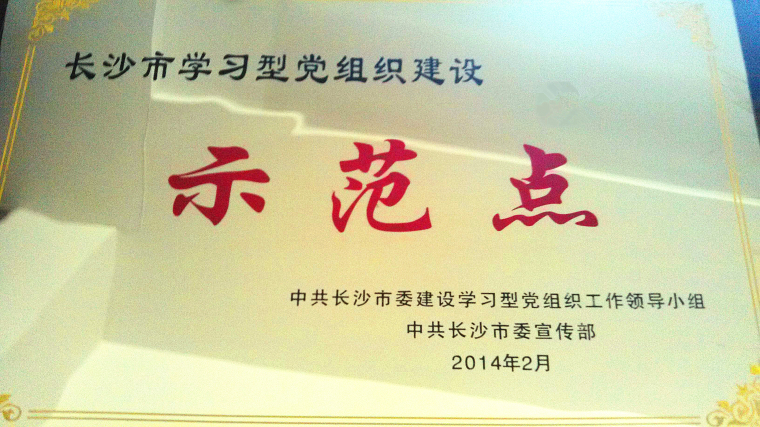 长沙市学习型党组织建设
示范点
中共长沙市委建设学习型党组织工作领导小组
中共长沙市委宣传部
2014年2月